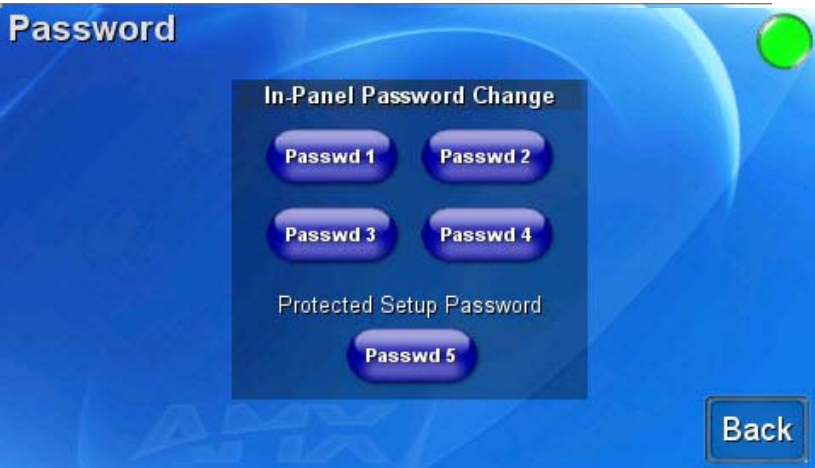 Password
In-Panel Password Change
Passwd 1 Passwd 2
Passwd 3 Passwd 4
Protected Setup Password
Passwd 5
Back
AMX